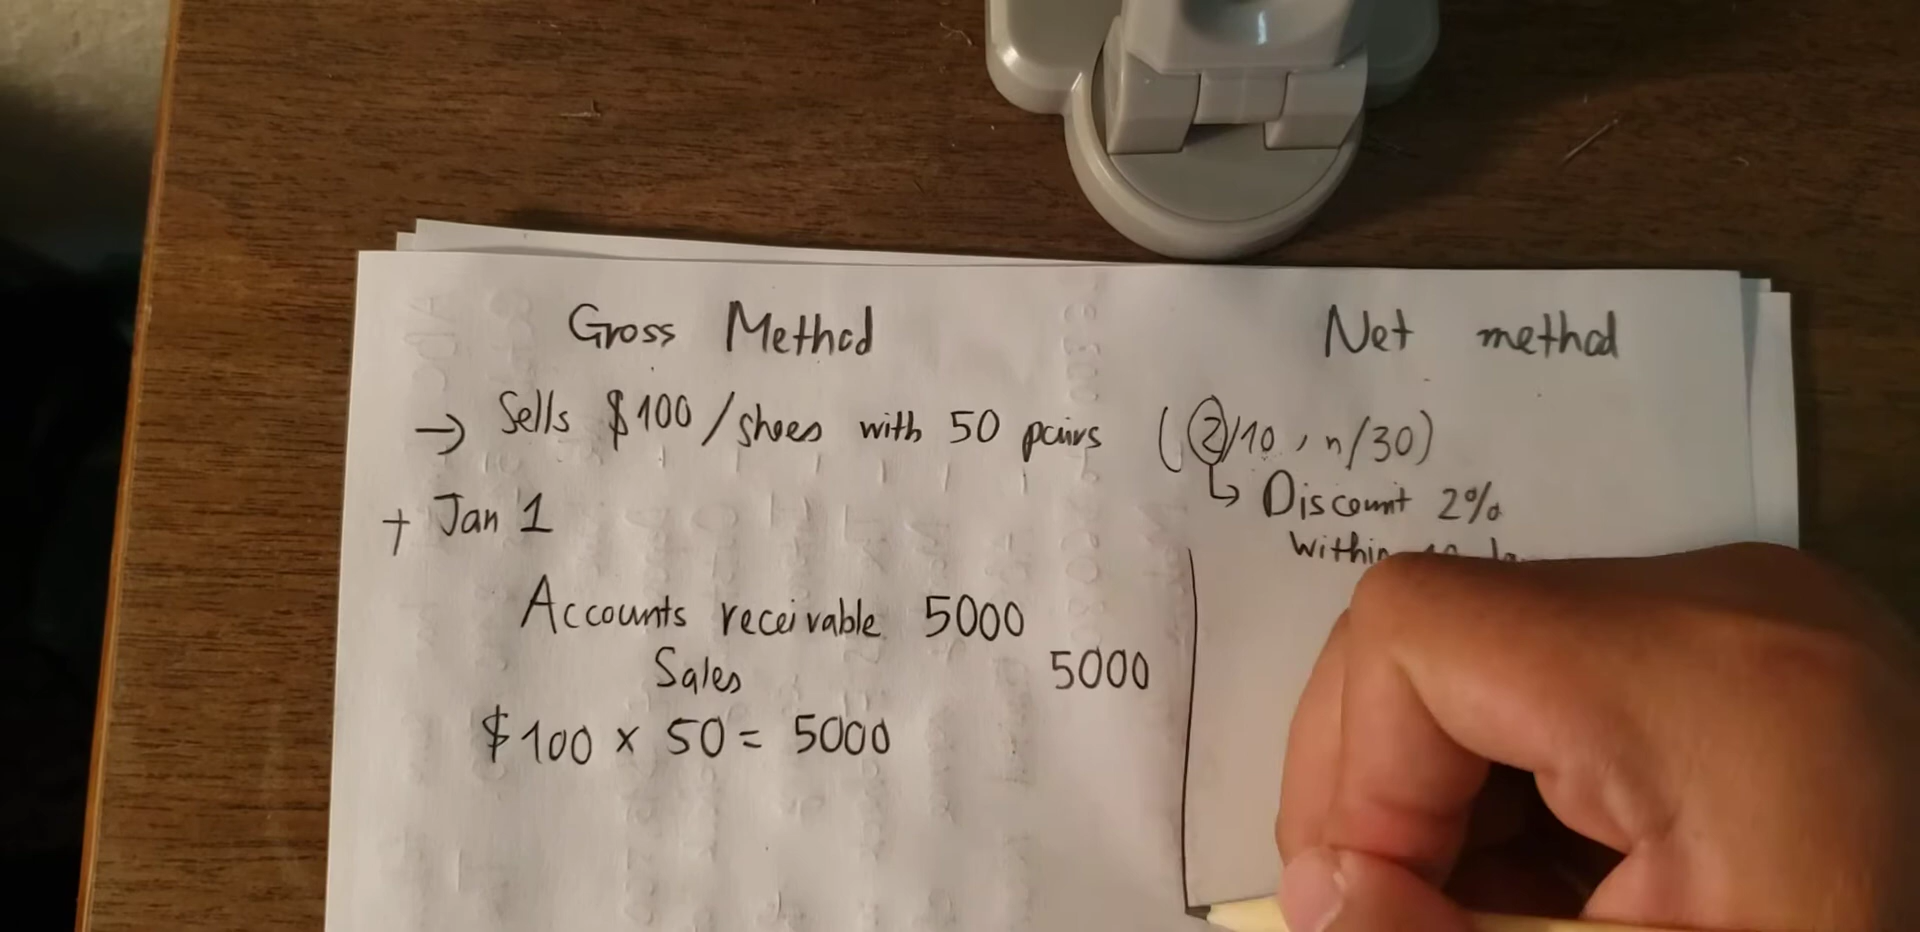 Gross Method Net method
→ Sells $100/shoes with 50 pairs (2/10, n/30)
↳ Discount 2%
+ Jan 1
Within
Accounts receivable 5000
Sales 5000
$100 × 50 = 5000